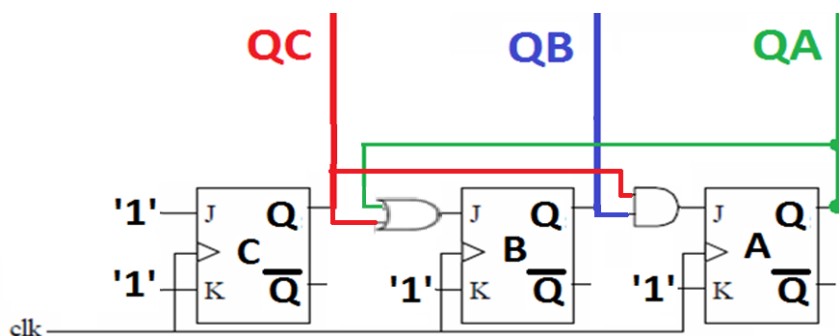 QC QB QA
'1' J Q J Q J Q
C B A
'1' K Q '1' K Q '1' K Q
clk